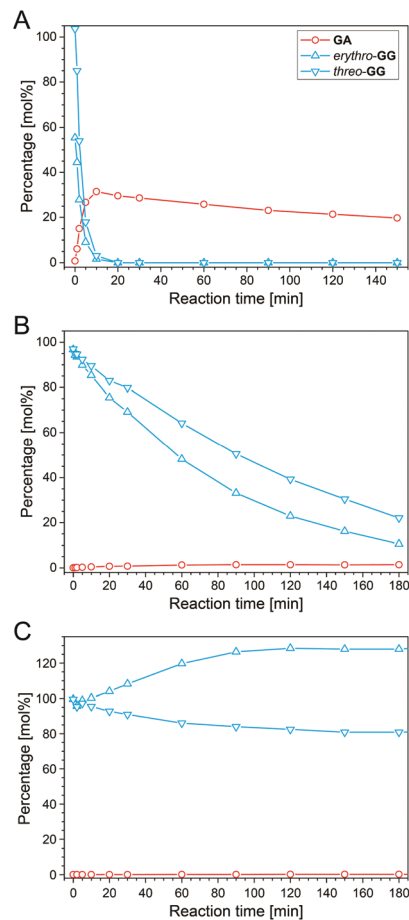 A
GA
erythro-GG
threo-GG
Percentage [mol%]
100
80
60
40
20
0
0 20 40 60 80 100 120 140
Reaction time [min]
B
Percentage [mol%]
100
80
60
40
20
0
0 20 40 60 80 100 120 140 160 180
Reaction time [min]
C
Percentage [mol%]
120
100
80
60
40
20
0
0 20 40 60 80 100 120 140 160 180
Reaction time [min]